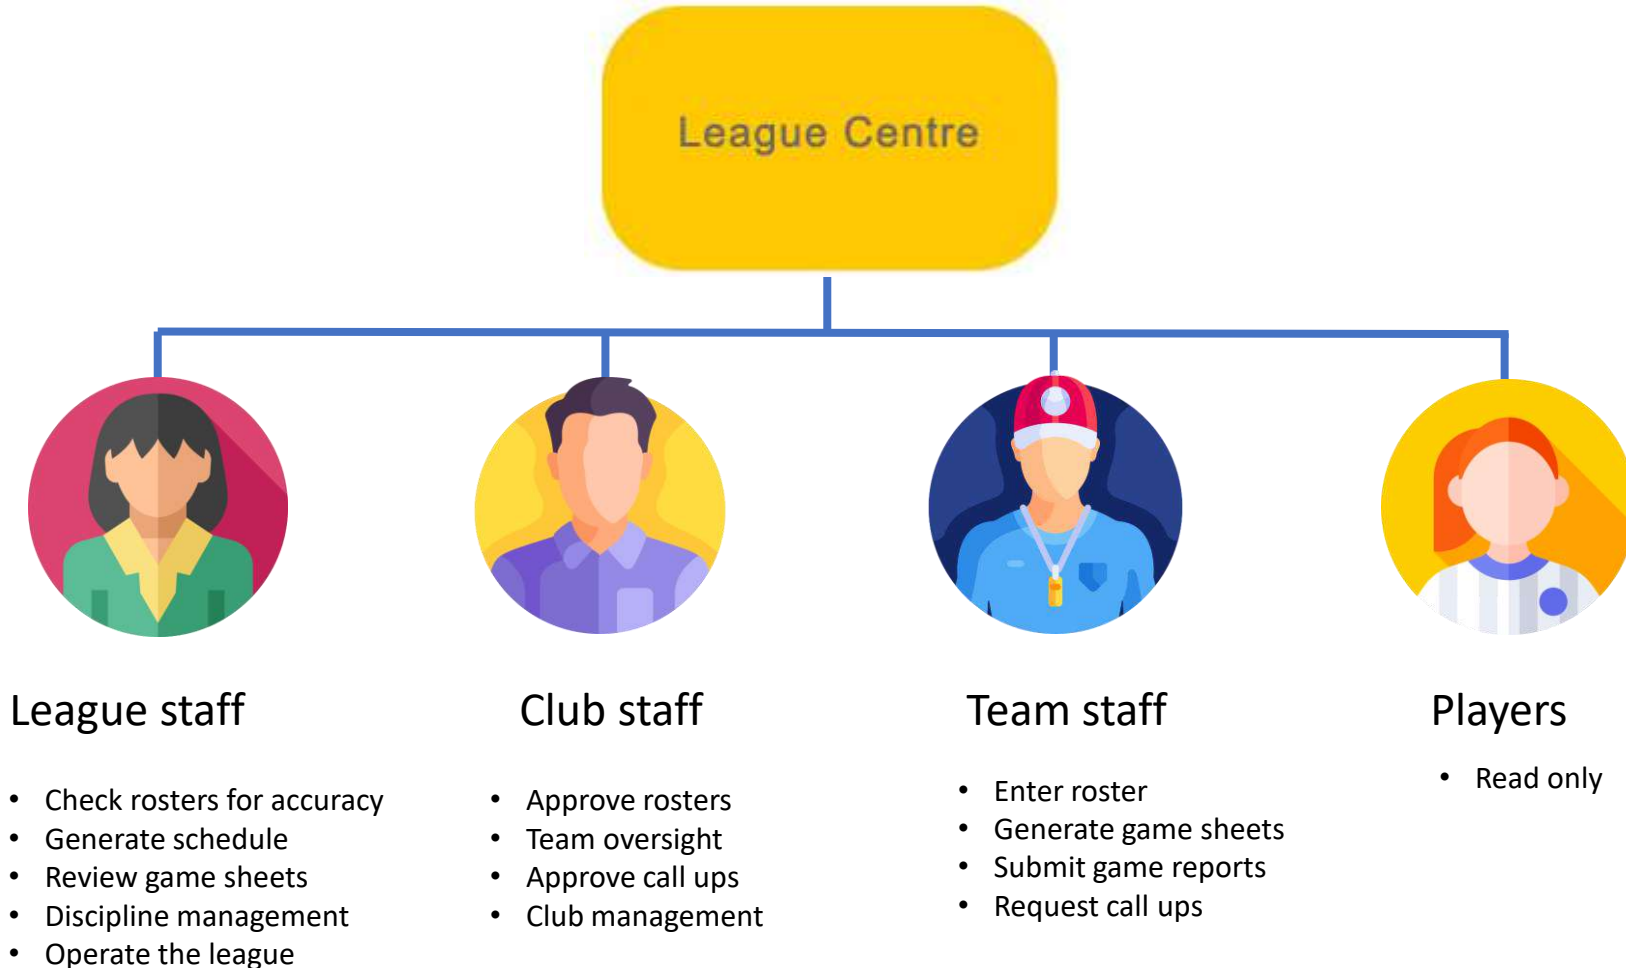 League Centre
League staff
• Check rosters for accuracy
• Generate schedule
• Review game sheets
• Discipline management
• Operate the league
Club staff
• Approve rosters
• Team oversight
• Approve call ups
• Club management
Team staff
• Enter roster
• Generate game sheets
• Submit game reports
• Request call ups
Players
• Read only